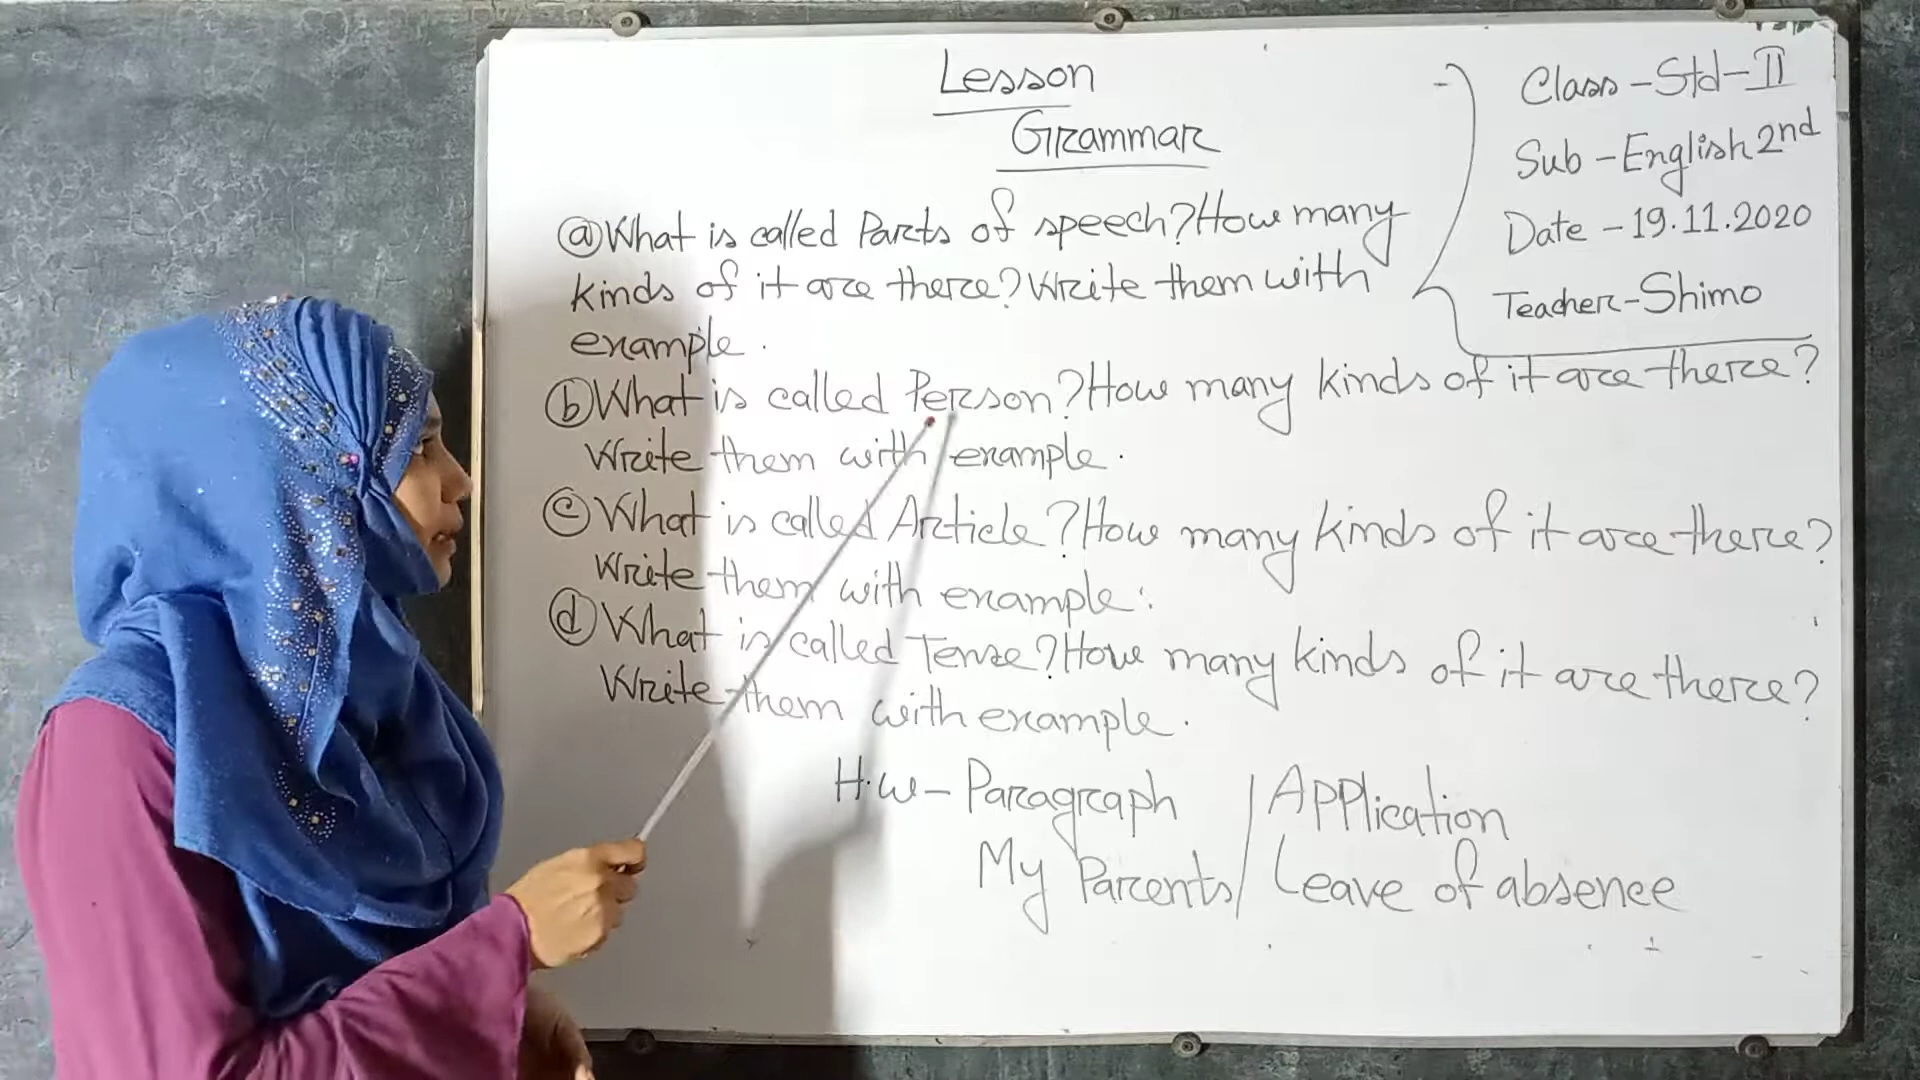 Lesson
Grammar
Class - Std - II
Sub - English 2nd
Date - 19.11.2020
Teacher - Shimo
ⓐ What is called Parts of speech? How many
kinds of it are there? Write them with
example.
ⓑ What is called Person? How many kinds of it are there?
Write them with example.
ⓒ What is called Article? How many kinds of it are there?
Write them with example.
ⓓ What is called Tense? How many kinds of it are there?
Write them with example.
H.W - Paragraph / Application
My Parents / Leave of absence